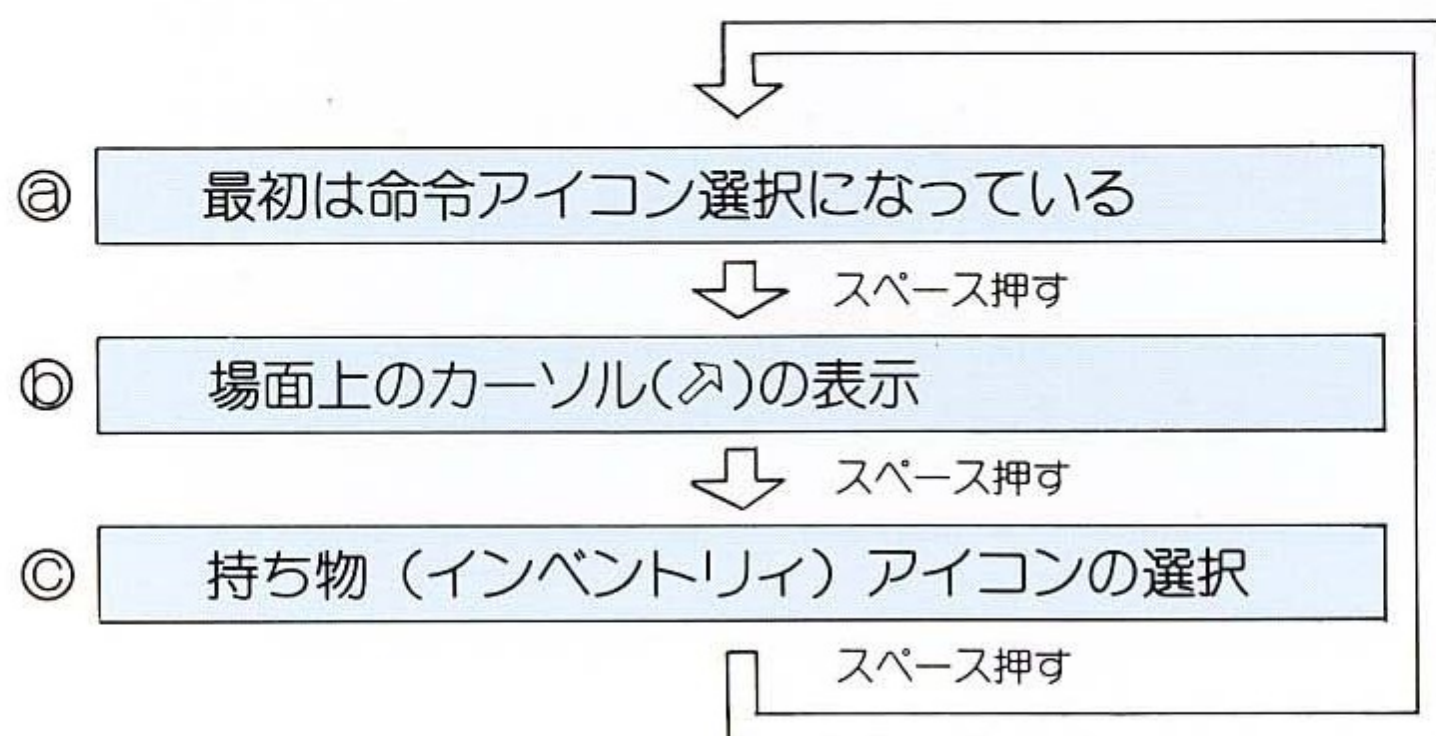 ⓐ 最初は命令アイコン選択になっている
スペース押す
ⓑ 場面上のカーソル(⇗)の表示
スペース押す
ⓒ 持ち物（インベントリィ）アイコンの選択
スペース押す